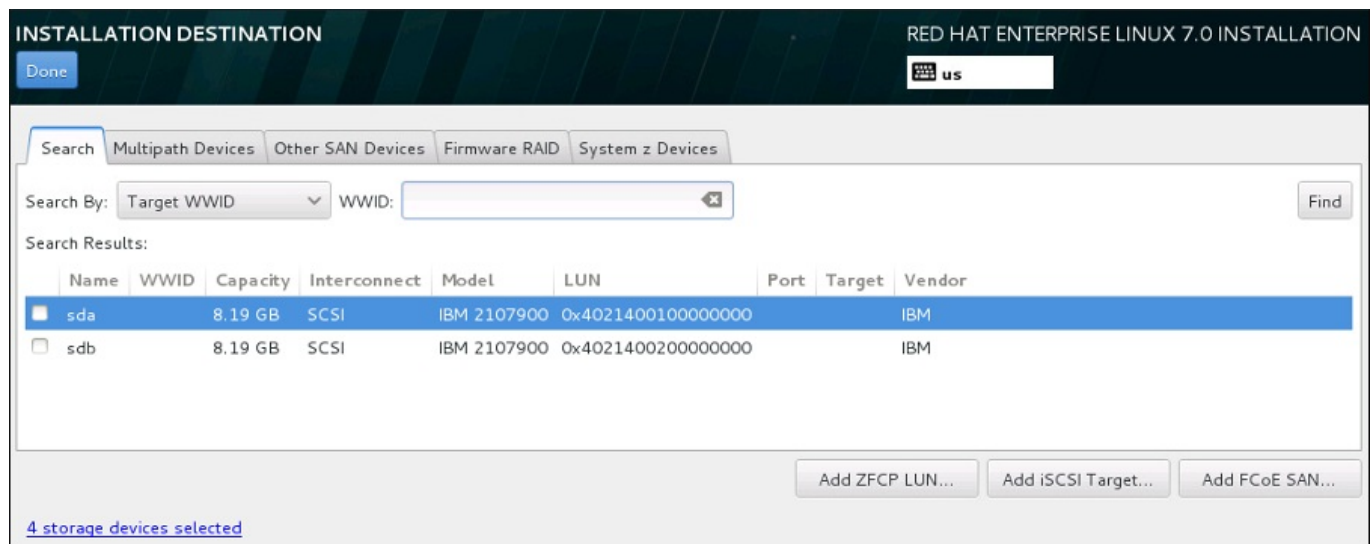 INSTALLATION DESTINATION
RED HAT ENTERPRISE LINUX 7.0 INSTALLATION
Done
us
Search Multipath Devices Other SAN Devices Firmware RAID System z Devices
Search By: Target WWID WWID: Find
Search Results:
Name WWID Capacity Interconnect Model LUN Port Target Vendor
sda 8.19 GB SCSI IBM 2107900 0x4021400100000000 IBM
sdb 8.19 GB SCSI IBM 2107900 0x4021400200000000 IBM
Add ZFCP LUN... Add iSCSI Target... Add FCoE SAN...
4 storage devices selected